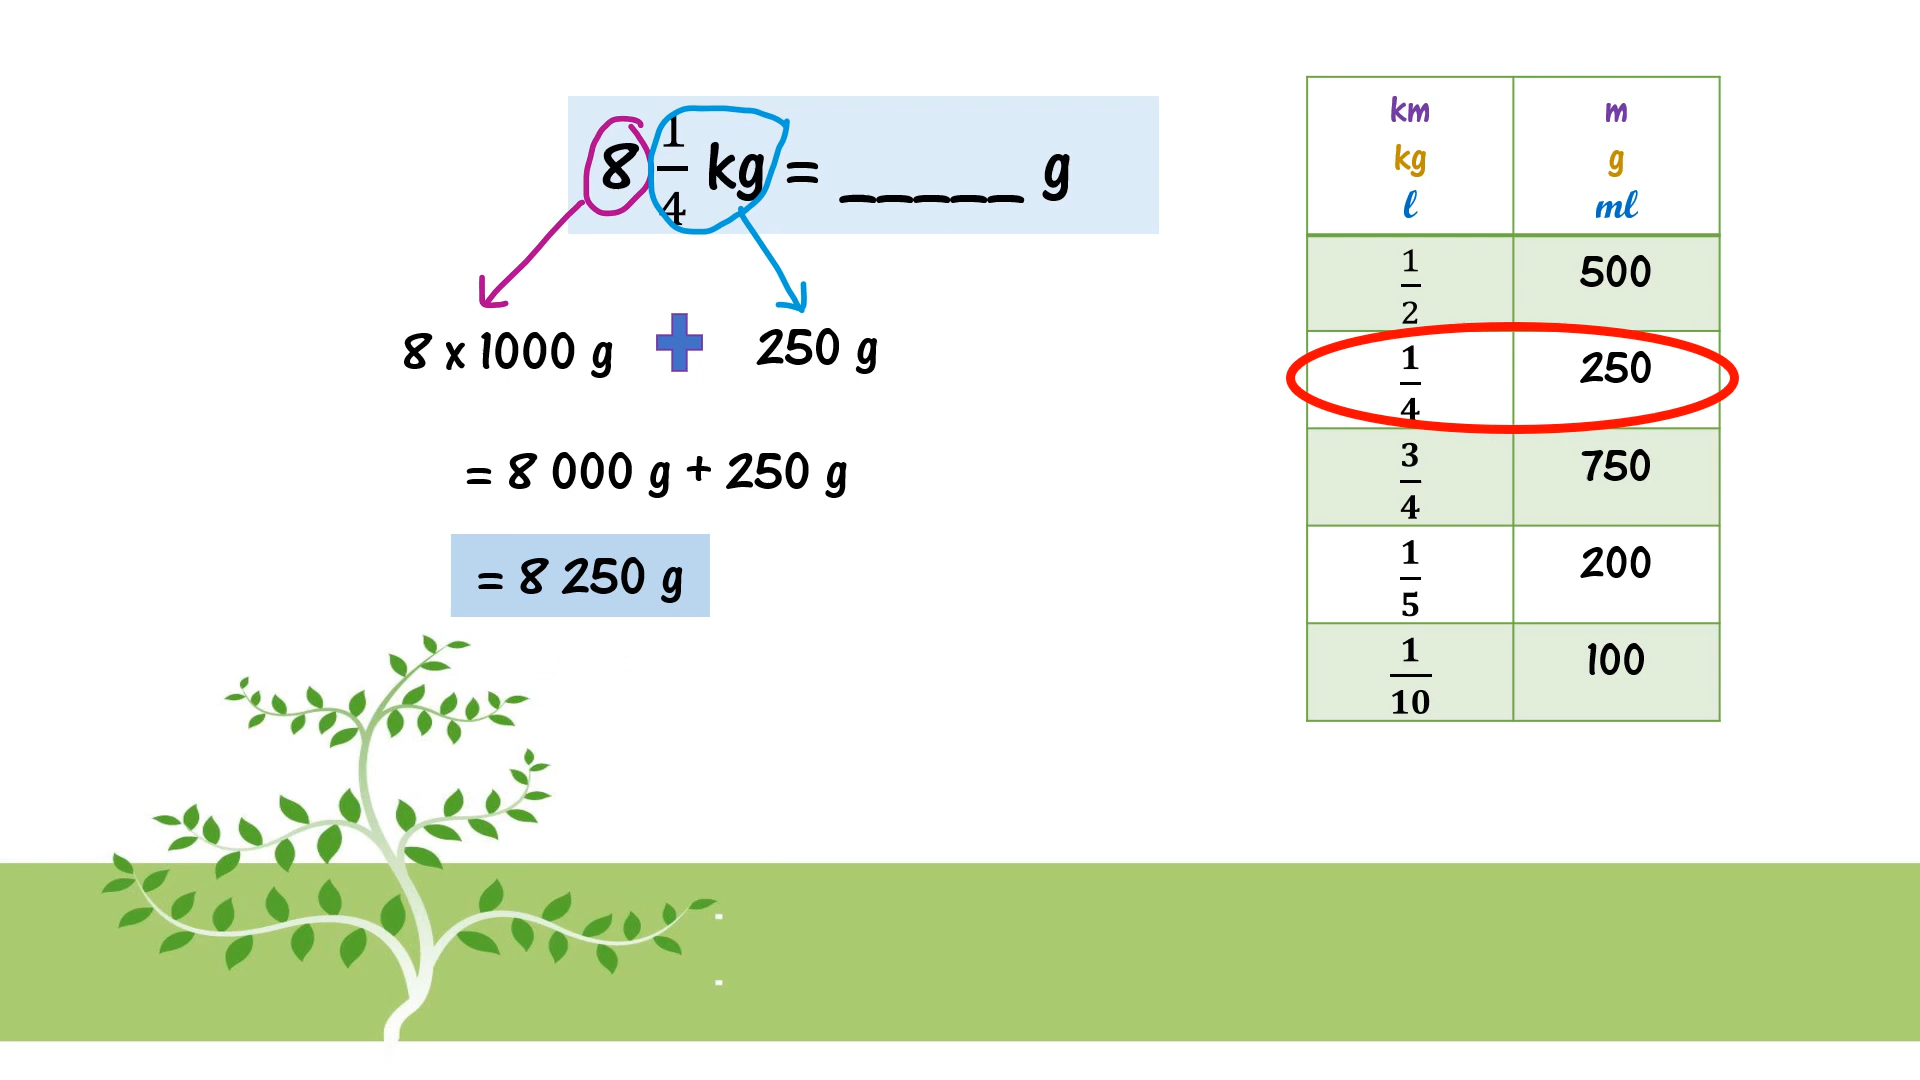 8 1/4 kg = _____ g
8 x 1000 g + 250 g
= 8 000 g + 250 g
= 8 250 g
km m
kg g
l ml
1/2 500
1/4 250
3/4 750
1/5 200
1/10 100